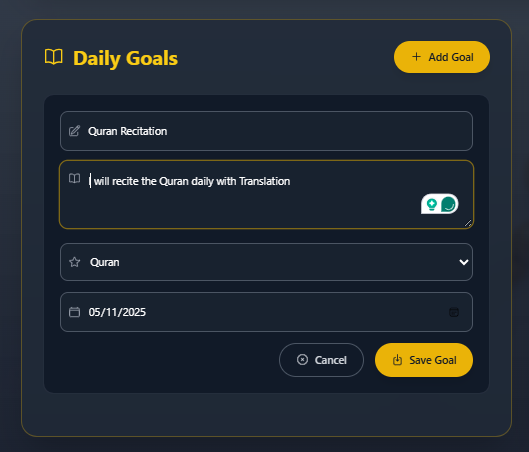 Daily Goals
Add Goal
Quran Recitation
I will recite the Quran daily with Translation
Quran
05/11/2025
Cancel
Save Goal